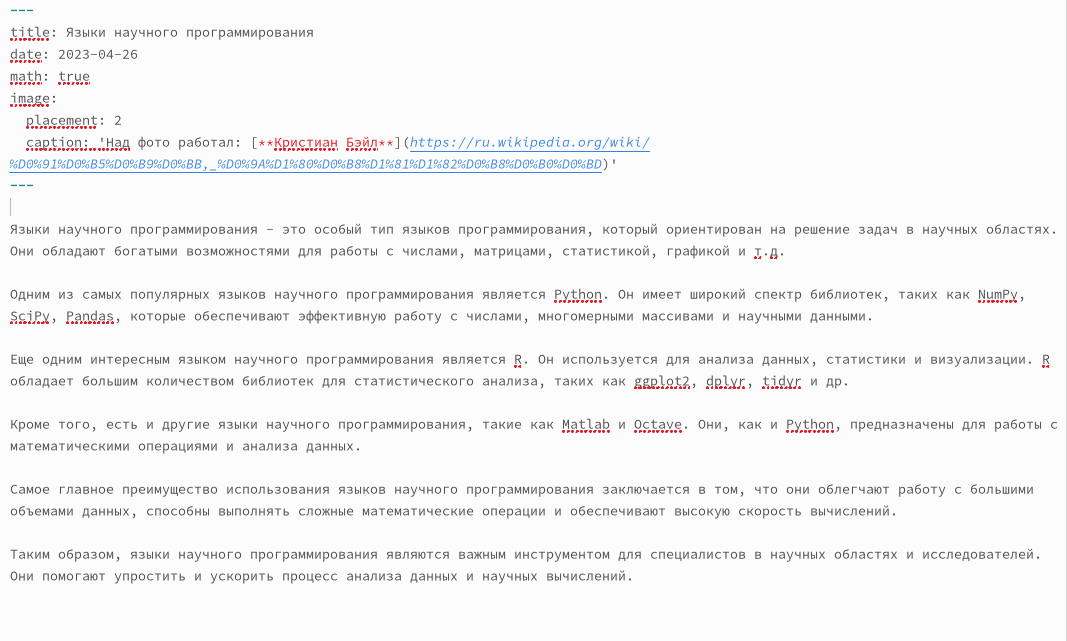 ---
title: Языки научного программирования
date: 2023-04-26
math: true
image:
  placement: 2
  caption: 'Над фото работал: [**Кристиан Бэйл**](https://ru.wikipedia.org/wiki/
%D0%91%D0%B5%D0%B9%D0%BB,_%D0%9A%D1%80%D0%B8%D1%81%D1%82%D0%B8%D0%B0%D0%BD)'
---
Языки научного программирования – это особый тип языков программирования, который ориентирован на решение задач в научных областях.
Они обладают богатыми возможностями для работы с числами, матрицами, статистикой, графикой и т.д.
Одним из самых популярных языков научного программирования является Python. Он имеет широкий спектр библиотек, таких как NumPy,
SciPy, Pandas, которые обеспечивают эффективную работу с числами, многомерными массивами и научными данными.
Еще одним интересным языком научного программирования является R. Он используется для анализа данных, статистики и визуализации. R
обладает большим количеством библиотек для статистического анализа, таких как ggplot2, dplyr, tidyr и др.
Кроме того, есть и другие языки научного программирования, такие как Matlab и Octave. Они, как и Python, предназначены для работы с
математическими операциями и анализа данных.
Самое главное преимущество использования языков научного программирования заключается в том, что они облегчают работу с большими
объемами данных, способны выполнять сложные математические операции и обеспечивают высокую скорость вычислений.
Таким образом, языки научного программирования являются важным инструментом для специалистов в научных областях и исследователей.
Они помогают упростить и ускорить процесс анализа данных и научных вычислений.